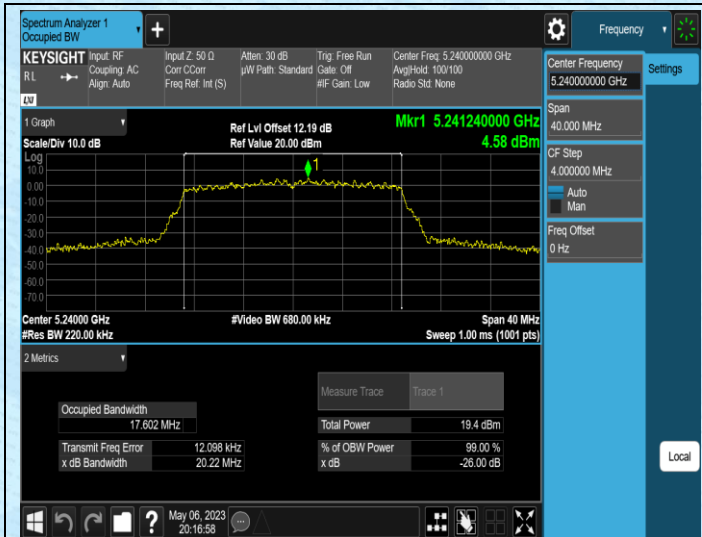 Spectrum Analyzer 1
Occupied BW
+
Frequency
KEYSIGHT
R L
LXI
Input: RF
Coupling: AC
Align: Auto
Input Z: 50 Ω
Corr CCorr
Freq Ref: Int (S)
Atten: 30 dB
µW Path: Standard
Trig: Free Run
Gate: Off
#IF Gain: Low
Center Freq: 5.240000000 GHz
Avg|Hold: 100/100
Radio Std: None
Center Frequency
5.240000000 GHz
Settings
Span
40.000 MHz
CF Step
4.000000 MHz
Auto
Man
Freq Offset
0 Hz
1 Graph
Scale/Div 10.0 dB
Ref Lvl Offset 12.19 dB
Ref Value 20.00 dBm
Mkr1 5.241240000 GHz
4.58 dBm
Log
1
10.0
0.00
-10.0
-20.0
-30.0
-40.0
-50.0
-60.0
-70.0
Center 5.24000 GHz
#Res BW 220.00 kHz
#Video BW 680.00 kHz
Span 40 MHz
Sweep 1.00 ms (1001 pts)
2 Metrics
Measure Trace Trace 1
Occupied Bandwidth
17.602 MHz
Total Power 19.4 dBm
Transmit Freq Error 12.098 kHz
% of OBW Power 99.00 %
x dB Bandwidth 20.22 MHz
x dB -26.00 dB
Local
?
May 06, 2023
20:16:58